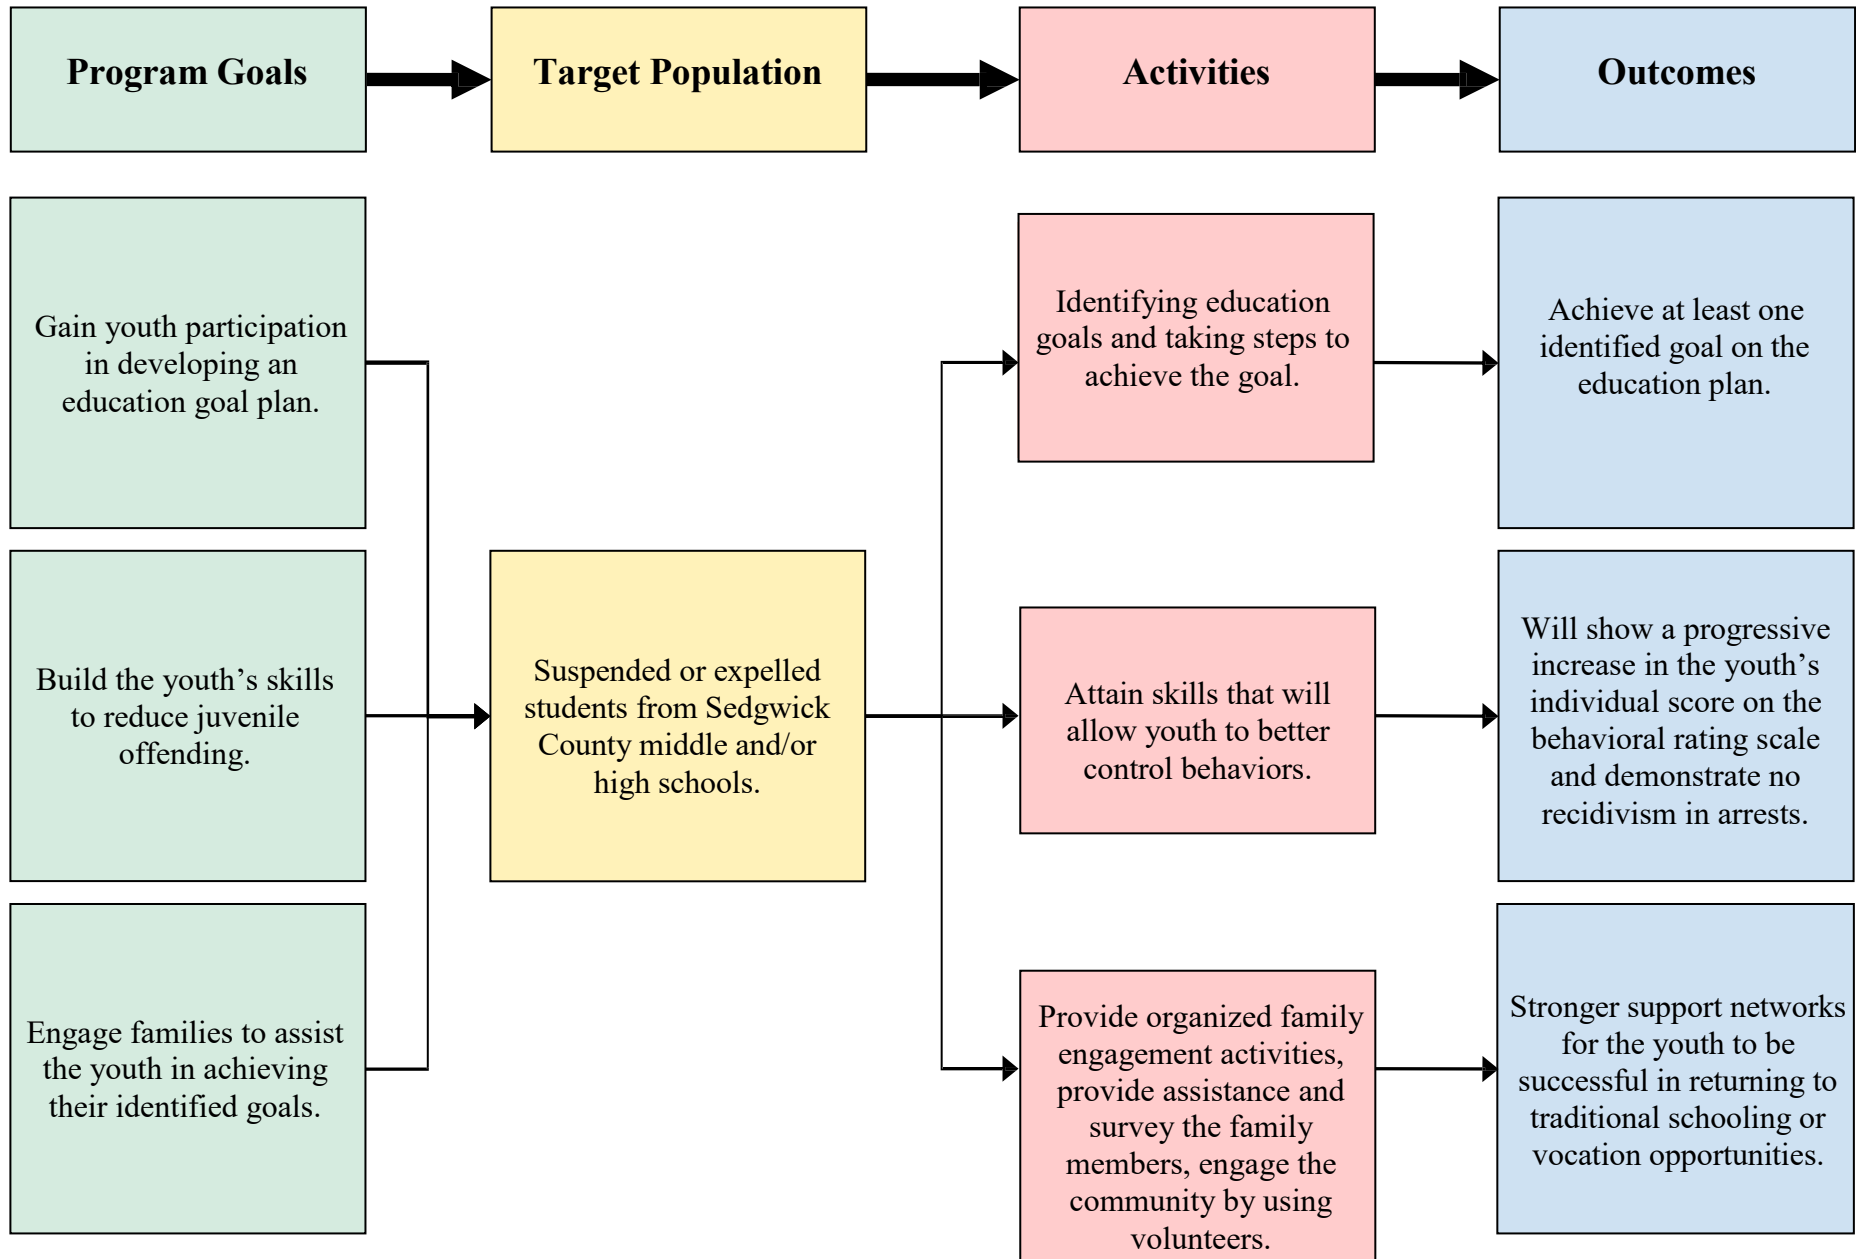 Program Goals
Target Population
Activities
Outcomes
Gain youth participation
in developing an
education goal plan.
Identifying education
goals and taking steps to
achieve the goal.
Achieve at least one
identified goal on the
education plan.
Build the youth’s skills
to reduce juvenile
offending.
Suspended or expelled
students from Sedgwick
County middle and/or
high schools.
Attain skills that will
allow youth to better
control behaviors.
Will show a progressive
increase in the youth’s
individual score on the
behavioral rating scale
and demonstrate no
recidivism in arrests.
Engage families to assist
the youth in achieving
their identified goals.
Provide organized family
engagement activities,
provide assistance and
survey the family
members, engage the
community by using
volunteers.
Stronger support networks
for the youth to be
successful in returning to
traditional schooling or
vocation opportunities.